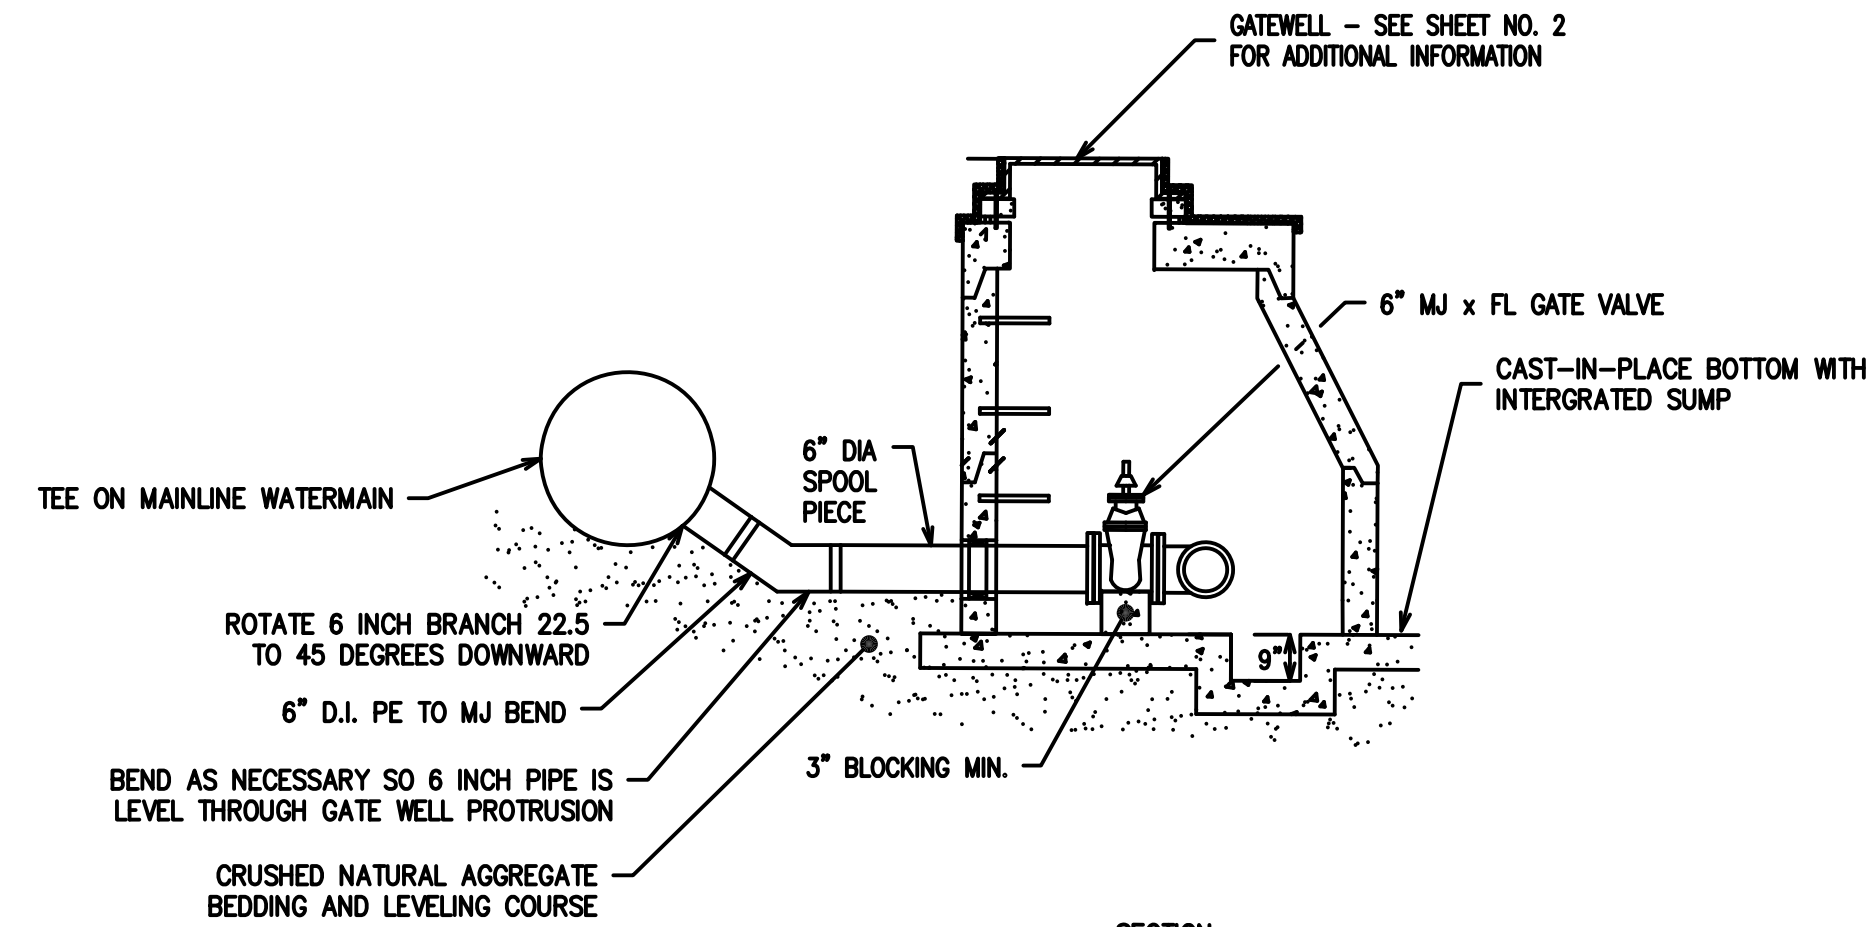 GATEWELL – SEE SHEET NO. 2
FOR ADDITIONAL INFORMATION
6" MJ x FL GATE VALVE
CAST–IN–PLACE BOTTOM WITH
INTERGRATED SUMP
6" DIA
SPOOL
PIECE
TEE ON MAINLINE WATERMAIN
ROTATE 6 INCH BRANCH 22.5
TO 45 DEGREES DOWNWARD
9"
6" D.I. PE TO MJ BEND
3" BLOCKING MIN.
BEND AS NECESSARY SO 6 INCH PIPE IS
LEVEL THROUGH GATE WELL PROTRUSION
CRUSHED NATURAL AGGREGATE
BEDDING AND LEVELING COURSE
SECTION